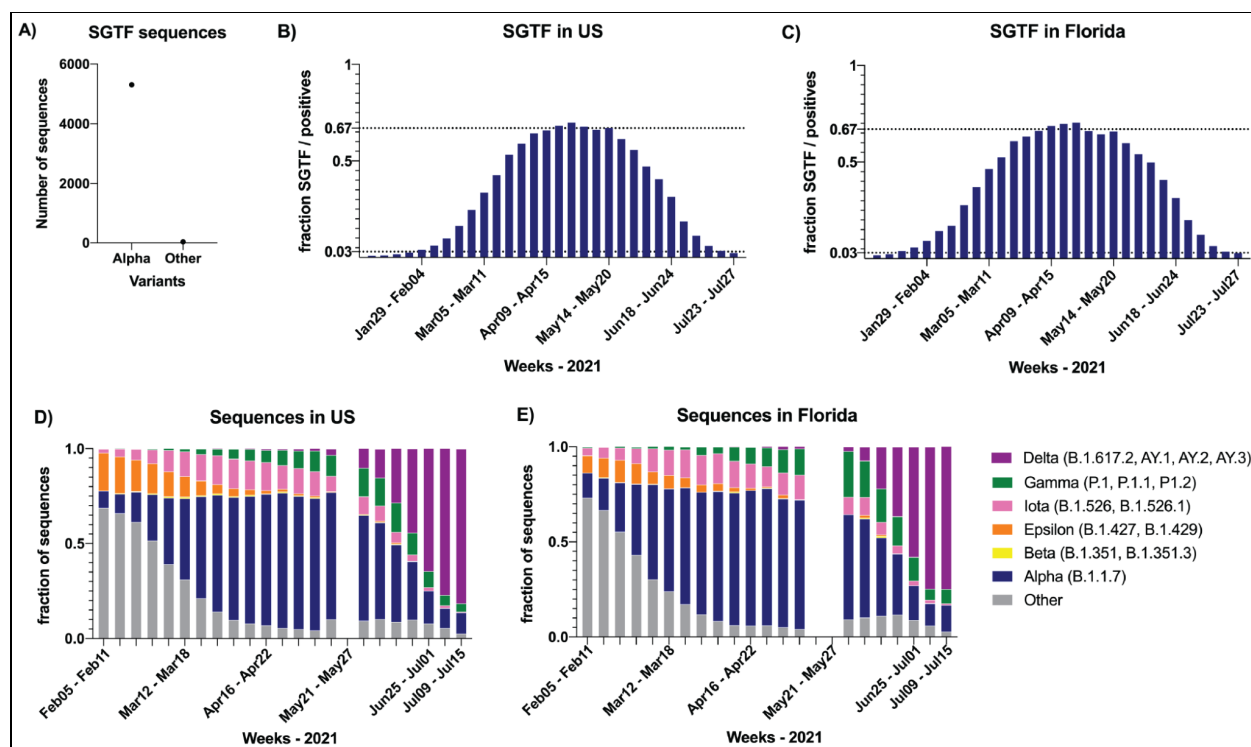 A)
SGTF sequences
Number of sequences
6000
4000
2000
0
Alpha
Other
Variants
B)
SGTF in US
fraction SGTF / positives
1
0.67
0.5
0.03
Jan29 - Feb04
Mar05 - Mar11
Apr09 - Apr15
May14 - May20
Jun18 - Jun24
Jul23 - Jul27
Weeks - 2021
C)
SGTF in Florida
fraction SGTF / positives
1
0.67
0.5
0.03
Jan29 - Feb04
Mar05 - Mar11
Apr09 - Apr15
May14 - May20
Jun18 - Jun24
Jul23 - Jul27
Weeks - 2021
D)
Sequences in US
fraction of sequences
1.0
0.5
0.0
Feb05 - Feb11
Mar12 - Mar18
Apr16 - Apr22
May21 - May27
Jun25 - Jul01
Jul09 - Jul15
Weeks - 2021
E)
Sequences in Florida
fraction of sequences
1.0
0.5
0.0
Feb05 - Feb11
Mar12 - Mar18
Apr16 - Apr22
May21 - May27
Jun25 - Jul01
Jul09 - Jul15
Weeks - 2021
Delta (B.1.617.2, AY.1, AY.2, AY.3)
Gamma (P.1, P.1.1, P1.2)
Iota (B.1.526, B.1.526.1)
Epsilon (B.1.427, B.1.429)
Beta (B.1.351, B.1.351.3)
Alpha (B.1.1.7)
Other